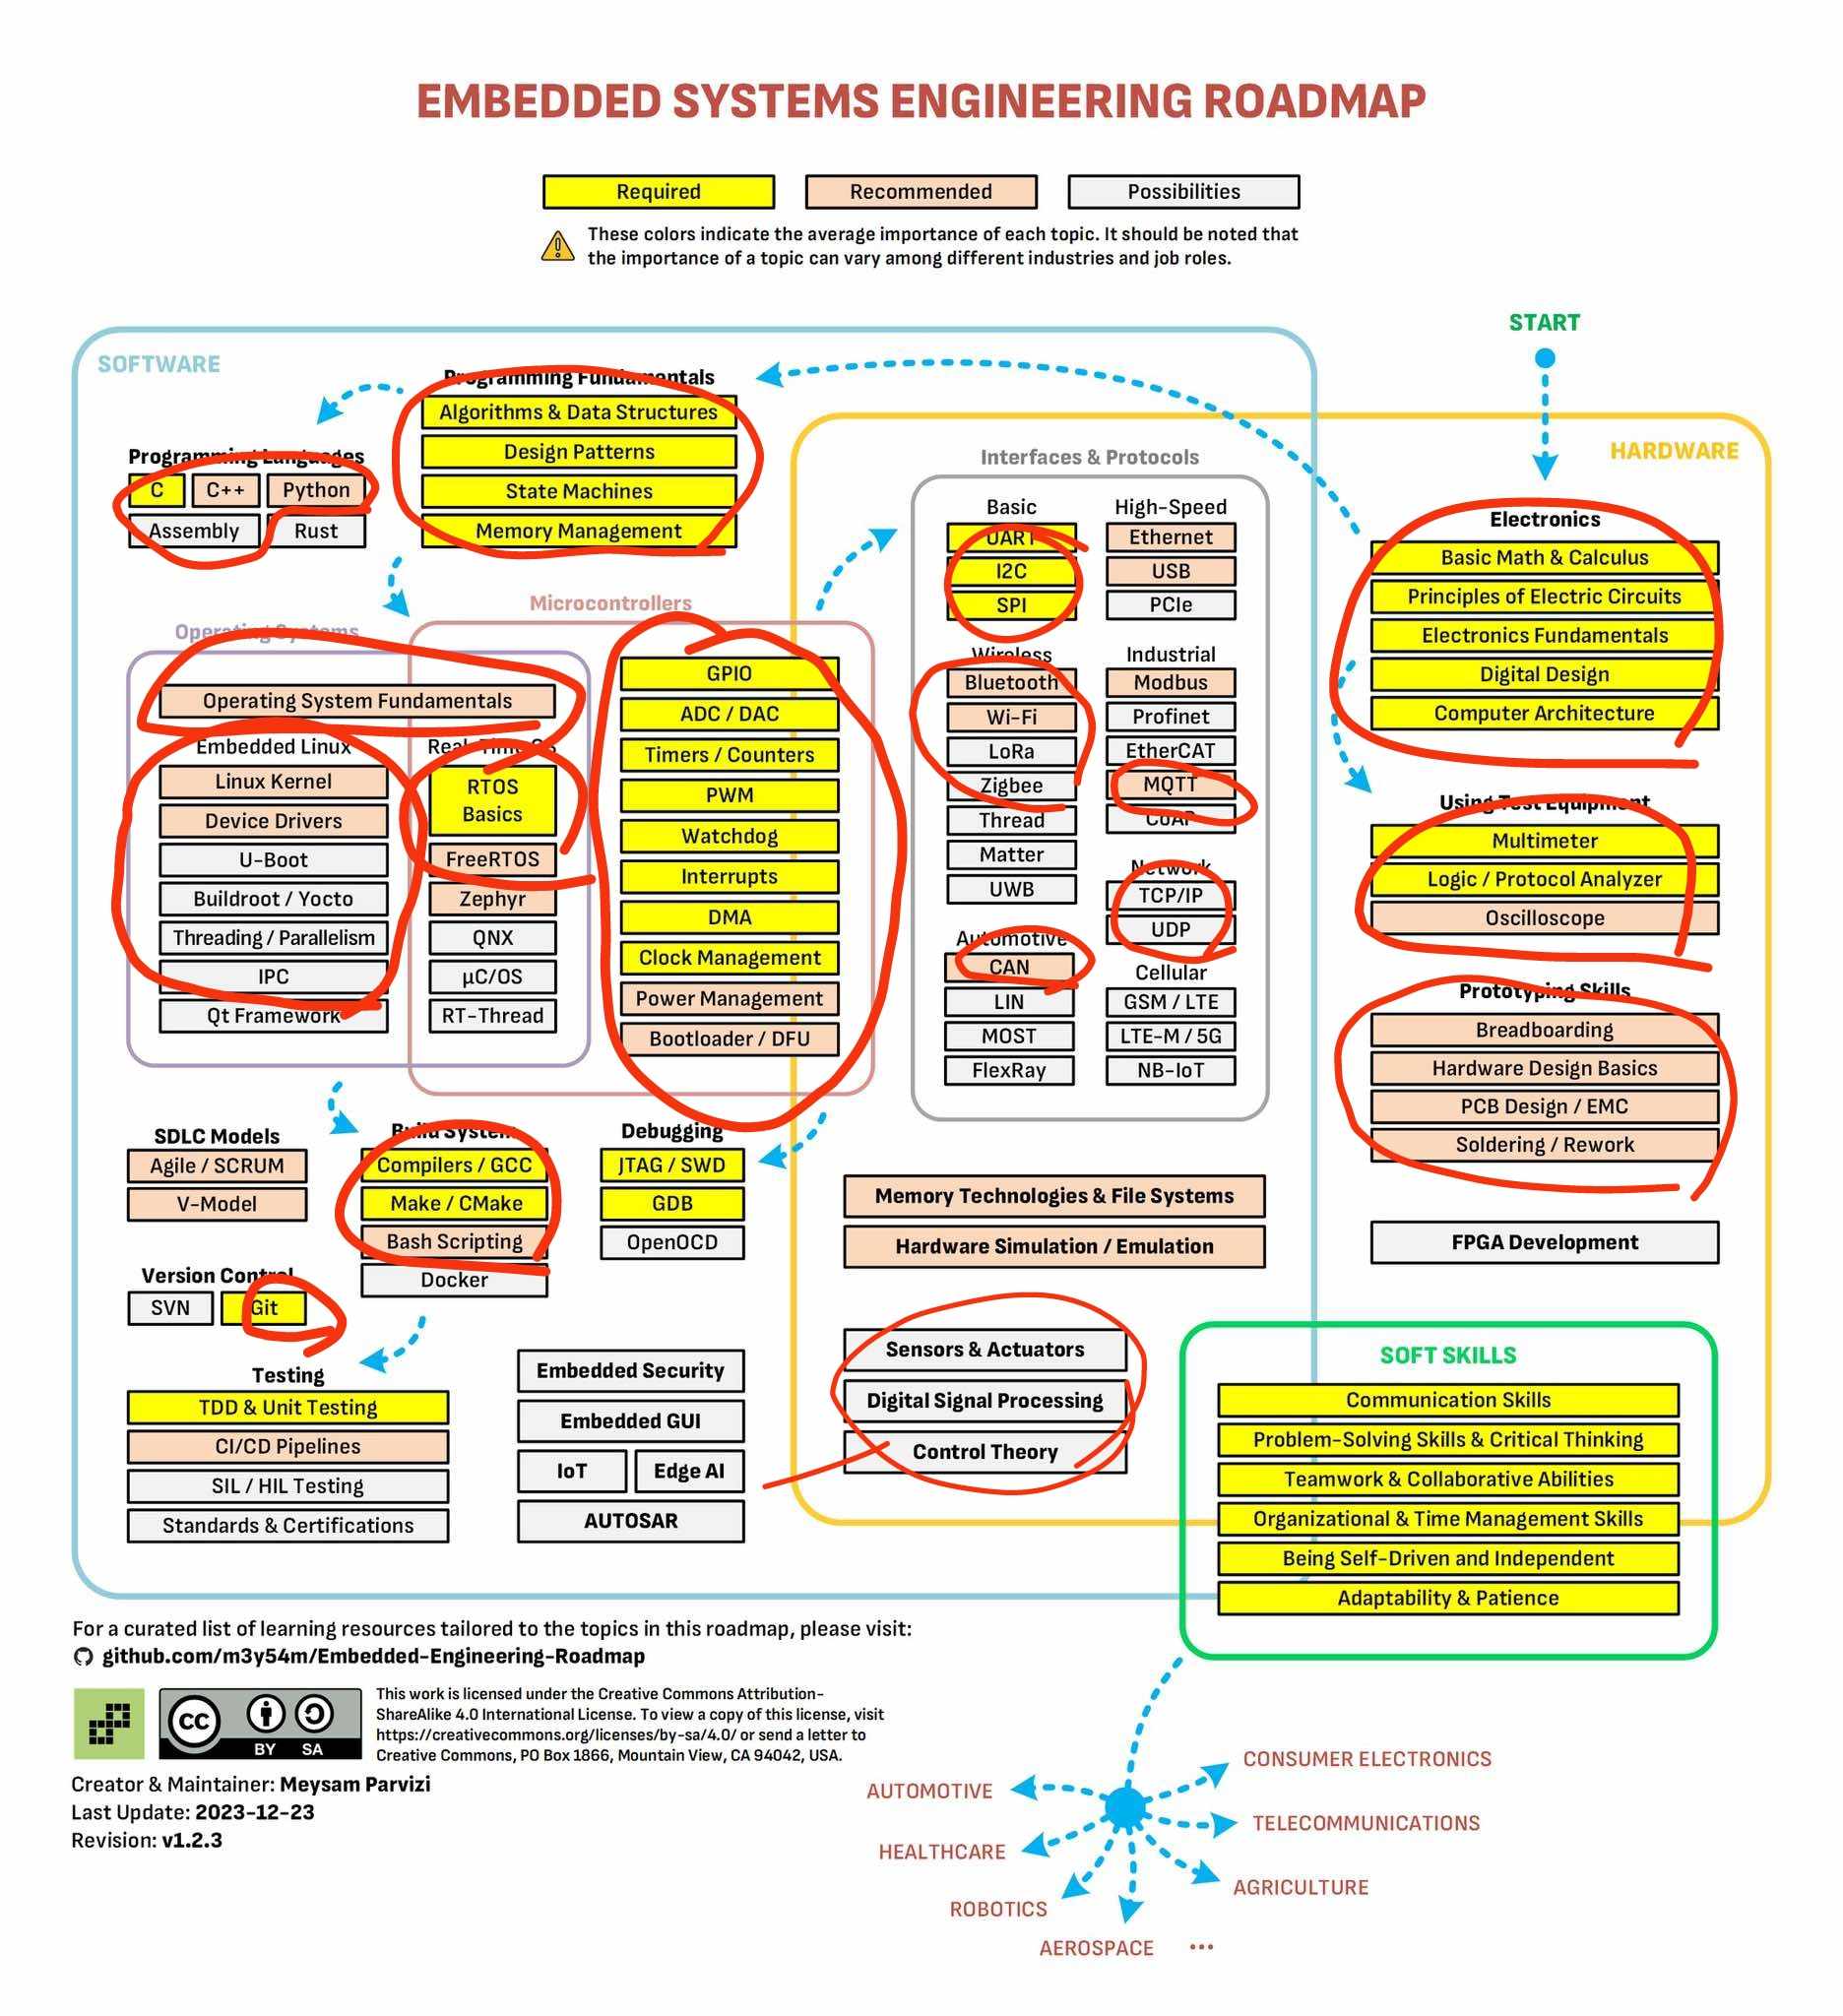 EMBEDDED SYSTEMS ENGINEERING ROADMAP
Required
Recommended
Possibilities
These colors indicate the average importance of each topic. It should be noted that
the importance of a topic can vary among different industries and job roles.
START
SOFTWARE
Programming Fundamentals
Algorithms & Data Structures
Design Patterns
State Machines
Memory Management
Programming Languages
C
C++
Python
Assembly
Rust
Operating Systems
Operating System Fundamentals
Embedded Linux
Linux Kernel
Device Drivers
U-Boot
Buildroot / Yocto
Threading / Parallelism
IPC
Qt Framework
Real-Time OS
RTOS
Basics
FreeRTOS
Zephyr
QNX
µC/OS
RT-Thread
Microcontrollers
GPIO
ADC / DAC
Timers / Counters
PWM
Watchdog
Interrupts
DMA
Clock Management
Power Management
Bootloader / DFU
HARDWARE
Interfaces & Protocols
Basic
UART
I2C
SPI
High-Speed
Ethernet
USB
PCIe
Wireless
Bluetooth
Wi-Fi
LoRa
Zigbee
Thread
Matter
UWB
Industrial
Modbus
Profinet
EtherCAT
MQTT
CoAP
Network
TCP/IP
UDP
Automotive
CAN
LIN
MOST
FlexRay
Cellular
GSM / LTE
LTE-M / 5G
NB-IoT
Electronics
Basic Math & Calculus
Principles of Electric Circuits
Electronics Fundamentals
Digital Design
Computer Architecture
Using Test Equipment
Multimeter
Logic / Protocol Analyzer
Oscilloscope
Prototyping Skills
Breadboarding
Hardware Design Basics
PCB Design / EMC
Soldering / Rework
FPGA Development
SDLC Models
Agile / SCRUM
V-Model
Build System
Compilers / GCC
Make / CMake
Bash Scripting
Docker
Debugging
JTAG / SWD
GDB
OpenOCD
Version Control
SVN
Git
Testing
TDD & Unit Testing
CI/CD Pipelines
SIL / HIL Testing
Standards & Certifications
Embedded Security
Embedded GUI
IoT
Edge AI
AUTOSAR
Memory Technologies & File Systems
Hardware Simulation / Emulation
Sensors & Actuators
Digital Signal Processing
Control Theory
SOFT SKILLS
Communication Skills
Problem-Solving Skills & Critical Thinking
Teamwork & Collaborative Abilities
Organizational & Time Management Skills
Being Self-Driven and Independent
Adaptability & Patience
For a curated list of learning resources tailored to the topics in this roadmap, please visit:
github.com/m3y54m/Embedded-Engineering-Roadmap
cc
BY SA
This work is licensed under the Creative Commons Attribution-
ShareAlike 4.0 International License. To view a copy of this license, visit
https://creativecommons.org/licenses/by-sa/4.0/ or send a letter to
Creative Commons, PO Box 1866, Mountain View, CA 94042, USA.
Creator & Maintainer: Meysam Parvizi
Last Update: 2023-12-23
Revision: v1.2.3
AUTOMOTIVE
HEALTHCARE
ROBOTICS
AEROSPACE
...
AGRICULTURE
TELECOMMUNICATIONS
CONSUMER ELECTRONICS